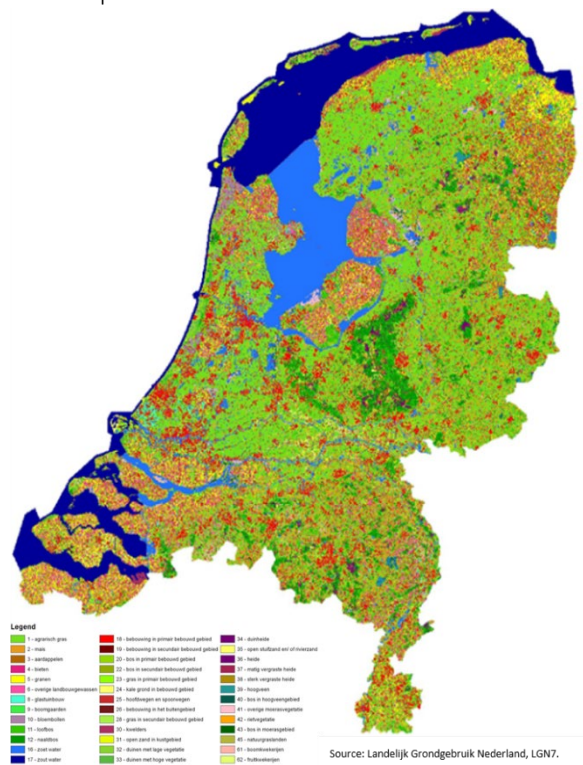 Legend
1 - agrarisch gras
2 - mais
3 - aardappelen
4 - bieten
5 - granen
6 - overige landbouwgewassen
8 - glastuinbouw
9 - boomgaarden
10 - bloembollen
11 - loofbos
12 - naaldbos
16 - zoet water
17 - zout water
18 - bebouwing in primair bebouwd gebied
19 - bebouwing in secundair bebouwd gebied
20 - bos in primair bebouwd gebied
22 - bos in secundair bebouwd gebied
23 - gras in primair bebouwd gebied
24 - kale grond in bebouwd gebied
25 - hoofdwegen en spoorwegen
26 - bebouwing in het buitengebied
28 - gras in secundair bebouwd gebied
30 - kwelders
31 - open zand in kustgebied
32 - duinen met lage vegetatie
33 - duinen met hoge vegetatie
34 - duinheide
35 - open stuifzand en/ of rivierzand
36 - heide
37 - matig vergraste heide
38 - sterk vergraste heide
39 - hoogveen
40 - bos in hoogveengebied
41 - overige moerasvegetatie
42 - rietvegetatie
43 - bos in moerasgebied
45 - natuurgraslanden
61 - boomkwekerijen
62 - fruitkwekerijen
Source: Landelijk Grondgebruik Nederland, LGN7.